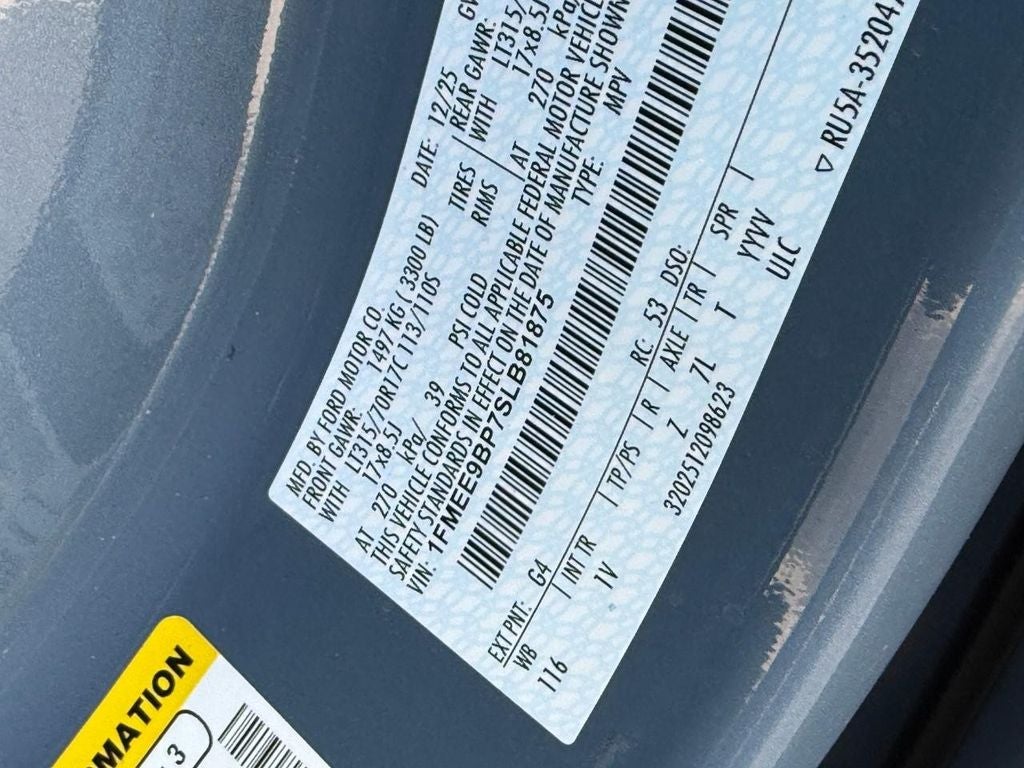 MFD. BY FORD MOTOR CO.
DATE: 12/25
FRONT GAWR: 1497 KG ( 3300 LB)
REAR GAWR:
WITH LT315/70R17C 113/110S TIRES
WITH LT315/
17x8.5J RIMS
17x8.5J
AT 270 kPa/ 39 PSI COLD
AT 270 kPa/
THIS VEHICLE CONFORMS TO ALL APPLICABLE FEDERAL MOTOR VEHICL
SAFETY STANDARDS IN EFFECT ON THE DATE OF MANUFACTURE SHOWN
VIN: 1FMEE9BP7SLB81875
TYPE: MPV
EXT PNT: G4 RC: 53 DSO:
WB INT TR TP/PS R AXLE TR SPR
116 1V Z 7L T YYVV
ULC
3202512098623
▽ RU5A-3520472
MATION
3